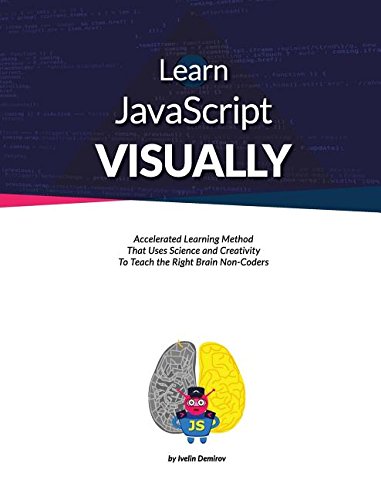 Learn
JavaScript
VISUALLY
Accelerated Learning Method
That Uses Science and Creativity
To Teach the Right Brain Non-Coders
JS
by Ivelin Demirov